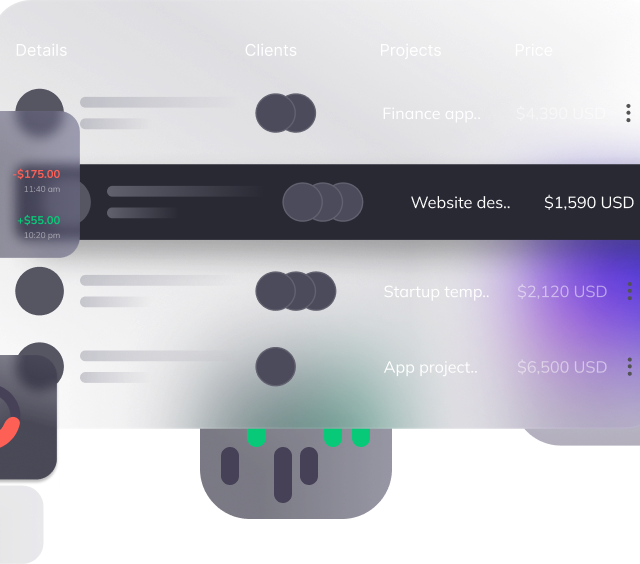 Details Clients Projects Price
Finance app.. $4,390 USD
-$175.00
11:40 am
Website des.. $1,590 USD
+$55.00
10:20 pm
Startup temp.. $2,120 USD
App project.. $6,500 USD